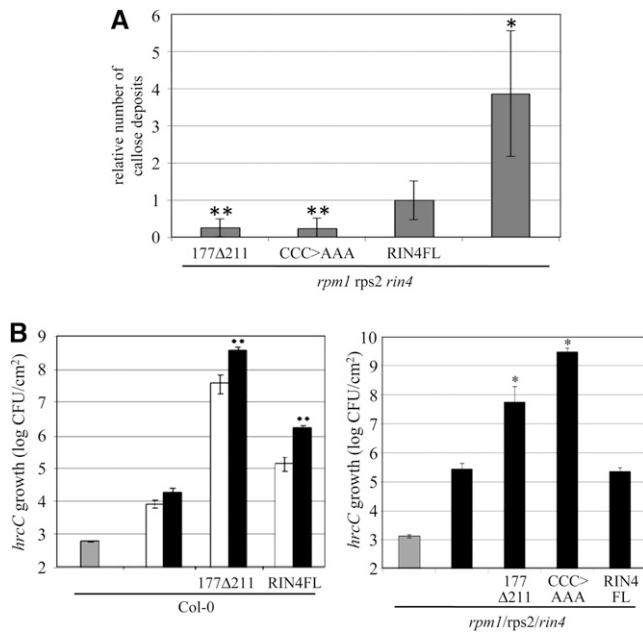 A
relative number of
callose deposits
6
5
4
3
2
1
0
**
**
*
177Δ211
CCC>AAA
RIN4FL
rpm1 rps2 rin4
B
hrcC growth (log CFU/cm²)
9
8
7
6
5
4
3
2
**
**
177Δ211
RIN4FL
Col-0
hrcC growth (log CFU/cm²)
10
9
8
7
6
5
4
3
2
*
*
177
Δ211
CCC>
AAA
RIN4
FL
rpm1/rps2/rin4